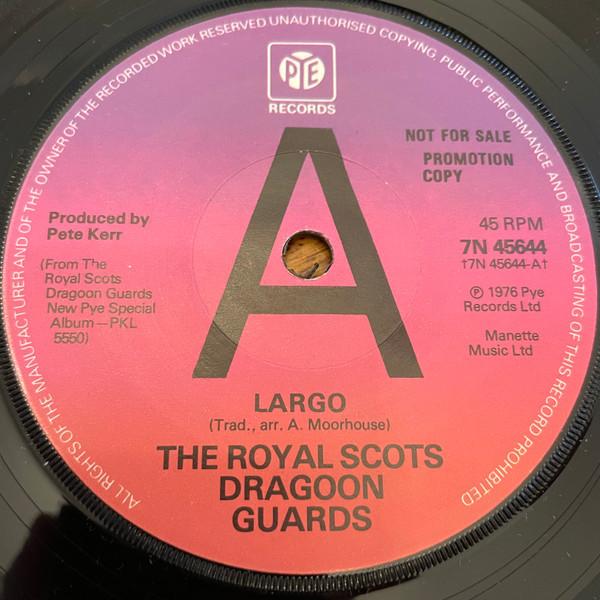 ALL RIGHTS OF THE MANUFACTURER AND OF THE OWNER OF THE RECORDED WORK RESERVED UNAUTHORISED COPYING, PUBLIC PERFORMANCE AND BROADCASTING OF THIS RECORD PROHIBITED
PYE
RECORDS
A
NOT FOR SALE
PROMOTION
COPY
Produced by
Pete Kerr
(From The
Royal Scots
Dragoon Guards
New Pye Special
Album—PKL
5550)
45 RPM
7N 45644
†7N 45644-A†
Ⓟ 1976 Pye
Records Ltd
Manette
Music Ltd
LARGO
(Trad., arr. A. Moorhouse)
THE ROYAL SCOTS
DRAGOON
GUARDS